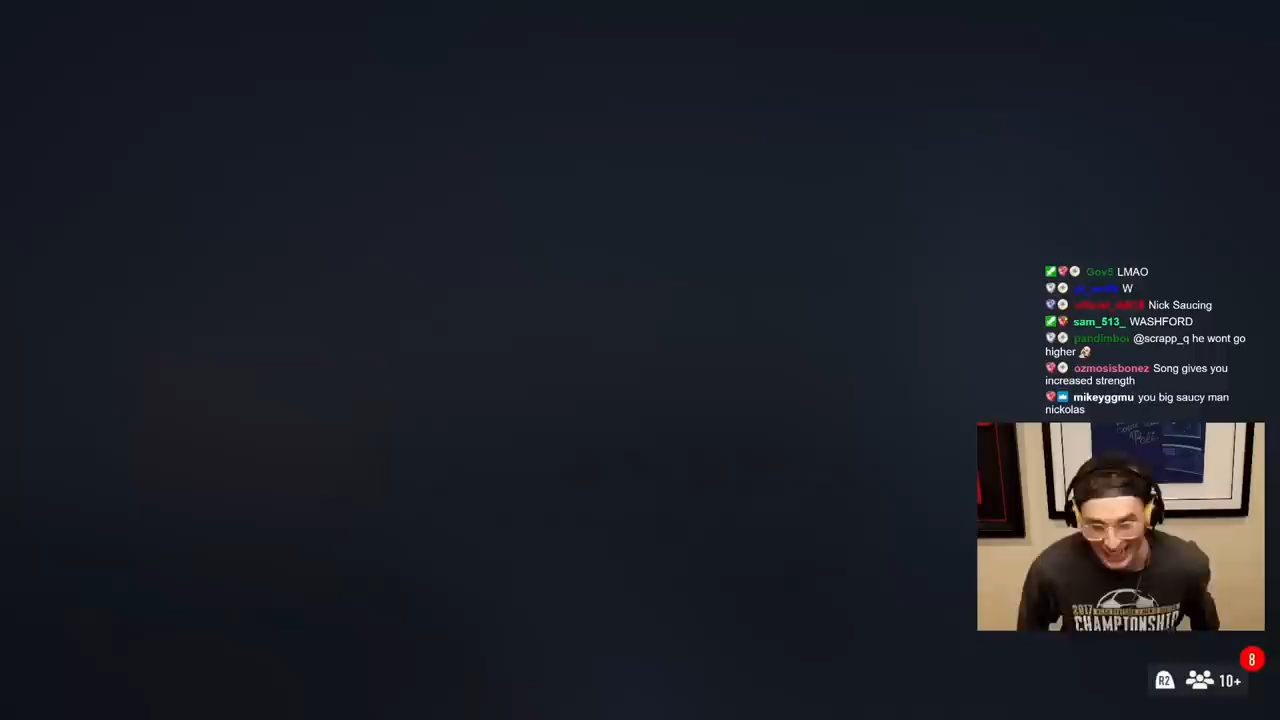 Gov5 LMAO
W
Nick Saucing
sam_513_ WASHFORD
pandimboi @scrapp_q he wont go
higher
ozmosisbonez Song gives you
increased strength
mikeyggmu you big saucy man
nickolas
2017
CHAMPIONSHIP
8
R2 10+